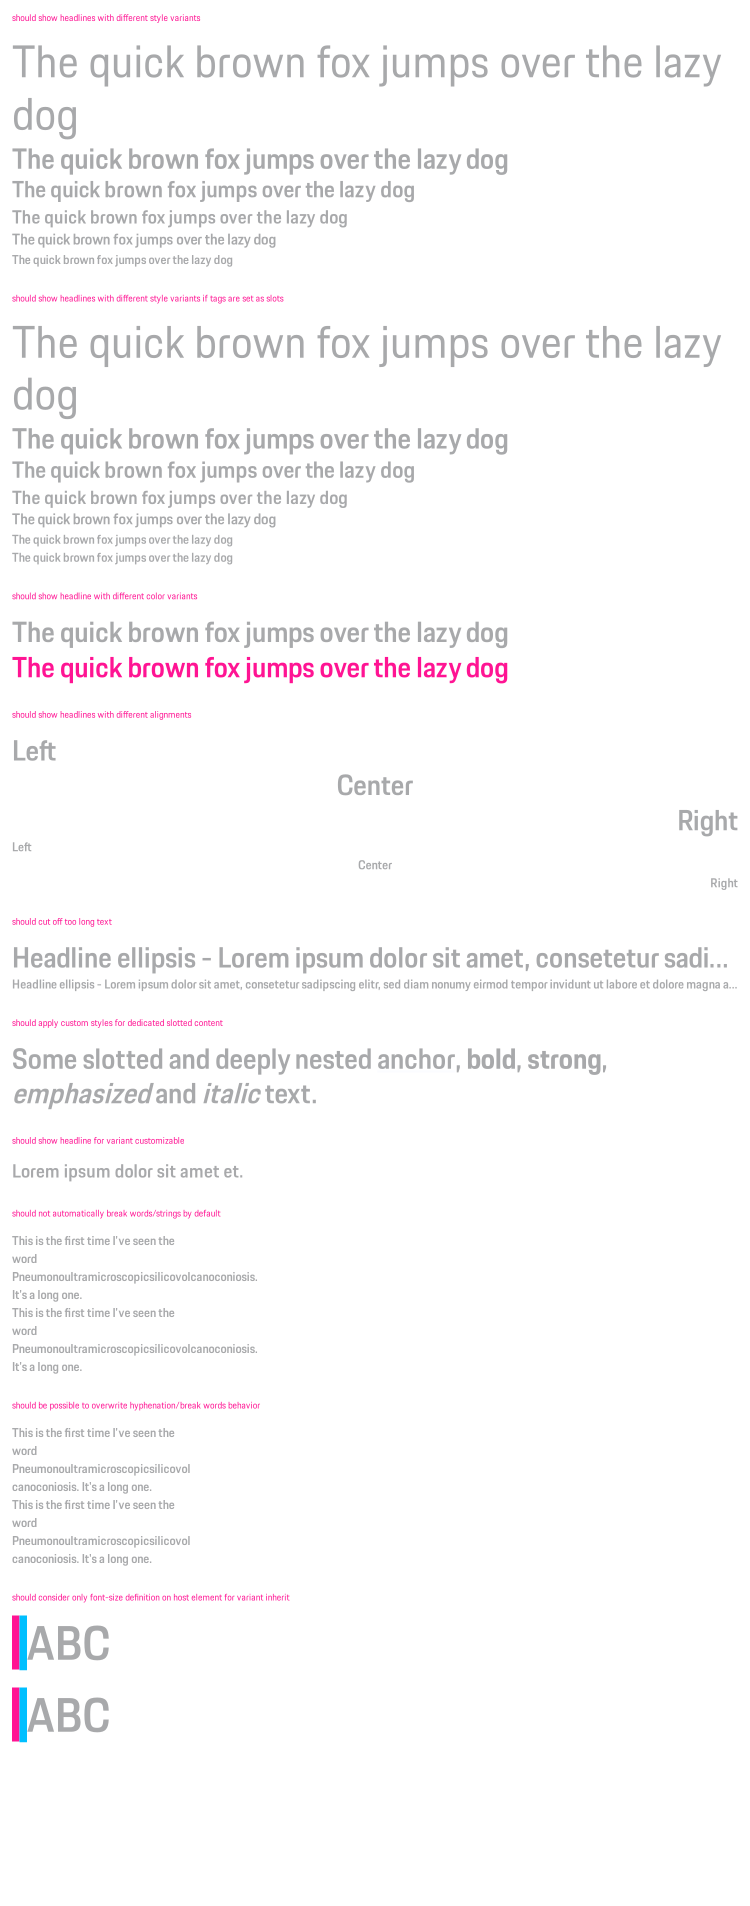 should show headlines with different style variants
The quick brown fox jumps over the lazy
dog
The quick brown fox jumps over the lazy dog
The quick brown fox jumps over the lazy dog
The quick brown fox jumps over the lazy dog
The quick brown fox jumps over the lazy dog
The quick brown fox jumps over the lazy dog
should show headlines with different style variants if tags are set as slots
The quick brown fox jumps over the lazy
dog
The quick brown fox jumps over the lazy dog
The quick brown fox jumps over the lazy dog
The quick brown fox jumps over the lazy dog
The quick brown fox jumps over the lazy dog
The quick brown fox jumps over the lazy dog
The quick brown fox jumps over the lazy dog
should show headline with different color variants
The quick brown fox jumps over the lazy dog
The quick brown fox jumps over the lazy dog
should show headlines with different alignments
Left
Center
Right
Left
Center
Right
should cut off too long text
Headline ellipsis - Lorem ipsum dolor sit amet, consetetur sadi...
Headline ellipsis - Lorem ipsum dolor sit amet, consetetur sadipscing elitr, sed diam nonumy eirmod tempor invidunt ut labore et dolore magna a...
should apply custom styles for dedicated slotted content
Some slotted and deeply nested anchor, bold, strong,
emphasized and italic text.
should show headline for variant customizable
Lorem ipsum dolor sit amet et.
should not automatically break words/strings by default
This is the first time I've seen the
word
Pneumonoultramicroscopicsilicovolcanoconiosis.
It's a long one.
This is the first time I've seen the
word
Pneumonoultramicroscopicsilicovolcanoconiosis.
It's a long one.
should be possible to overwrite hyphenation/break words behavior
This is the first time I've seen the
word
Pneumonoultramicroscopicsilicovol
canoconiosis. It's a long one.
This is the first time I've seen the
word
Pneumonoultramicroscopicsilicovol
canoconiosis. It's a long one.
should consider only font-size definition on host element for variant inherit
ABC
ABC